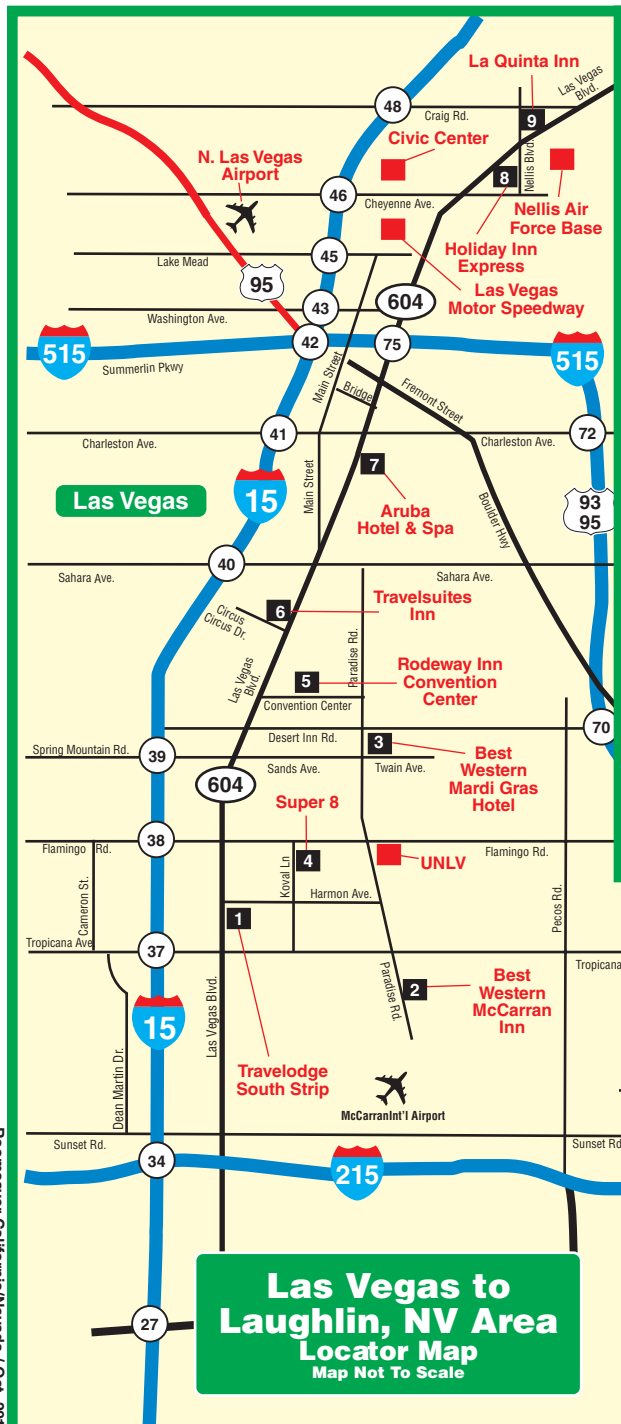 La Quinta Inn
Las Vegas
Blvd.
48
Craig Rd.
9
Civic Center
Nellis Blvd.
N. Las Vegas
Airport
8
46
Cheyenne Ave.
Nellis Air
Force Base
Holiday Inn
Express
45
Lake Mead
95
604
Las Vegas
Motor Speedway
43
Washington Ave.
42
75
515
515
Summerlin Pkwy
Main Street
Bridge
Fremont Street
41
72
Charleston Ave.
Charleston Ave.
7
Main Street
Las Vegas
15
93
95
Aruba
Hotel & Spa
Boulder Hwy
40
Sahara Ave.
Sahara Ave.
Travelsuites
Inn
6
Circus
Circus Dr.
Paradise Rd.
Las Vegas
Blvd.
Rodeway Inn
Convention
Center
5
Convention Center
70
Desert Inn Rd.
3
Spring Mountain Rd.
39
Sands Ave.
Twain Ave.
Best
Western
Mardi Gras
Hotel
604
Super 8
38
Flamingo Rd.
Flamingo Rd.
4
UNLV
Koval Ln
Cameron St.
Harmon Ave.
Pecos Rd.
1
Tropicana Ave
37
Tropicana
Paradise Rd.
2
Best
Western
McCarran
Inn
Las Vegas Blvd.
15
Dean Martin Dr.
Travelodge
South Strip
McCarranInt'l Airport
Sunset Rd.
Sunset Rd
34
215
27
Las Vegas to
Laughlin, NV Area
Locator Map
Map Not To Scale